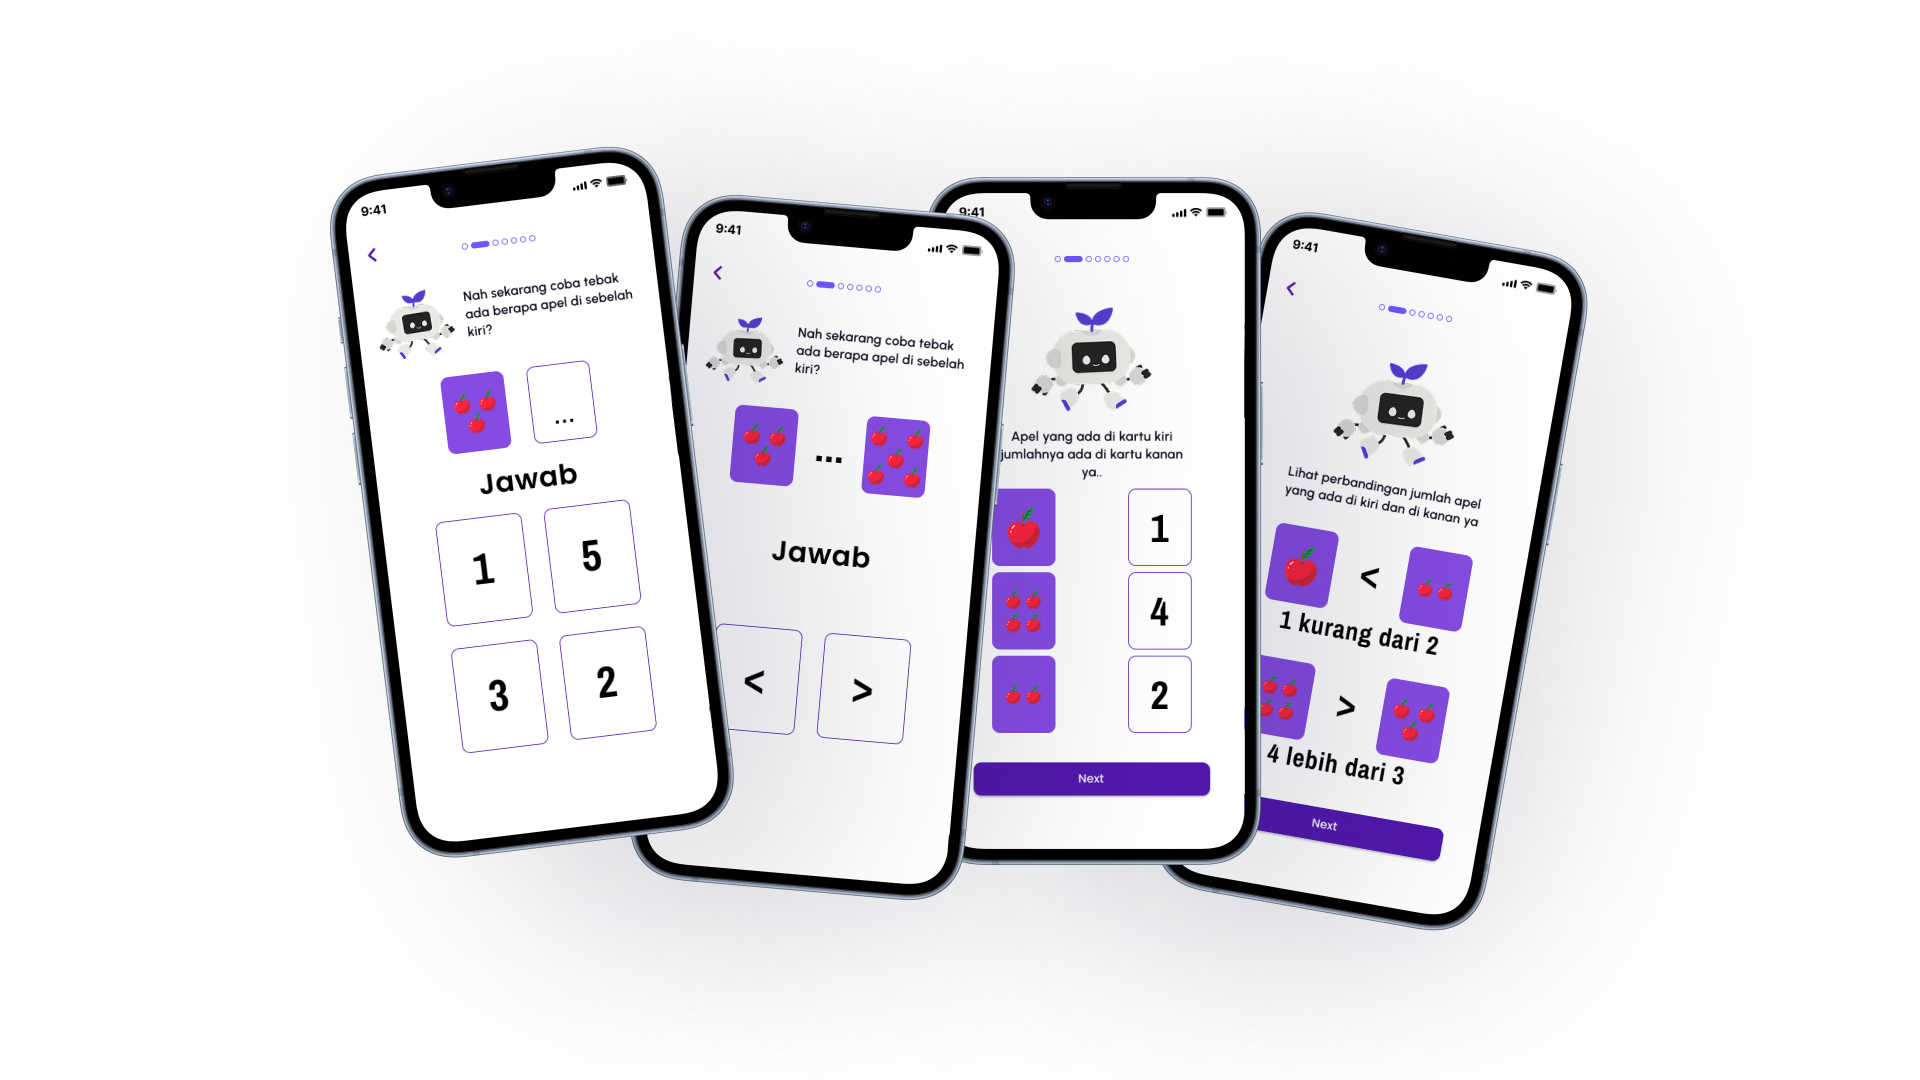 9:41
Nah sekarang coba tebak
ada berapa apel di sebelah
kiri?
...
Jawab
1
5
3
2
9:41
Nah sekarang coba tebak
ada berapa apel di sebelah
kiri?
...
Jawab
<
>
9:41
Apel yang ada di kartu kiri
jumlahnya ada di kartu kanan
ya..
1
4
2
Next
9:41
Lihat perbandingan jumlah apel
yang ada di kiri dan di kanan ya
<
1 kurang dari 2
>
4 lebih dari 3
Next